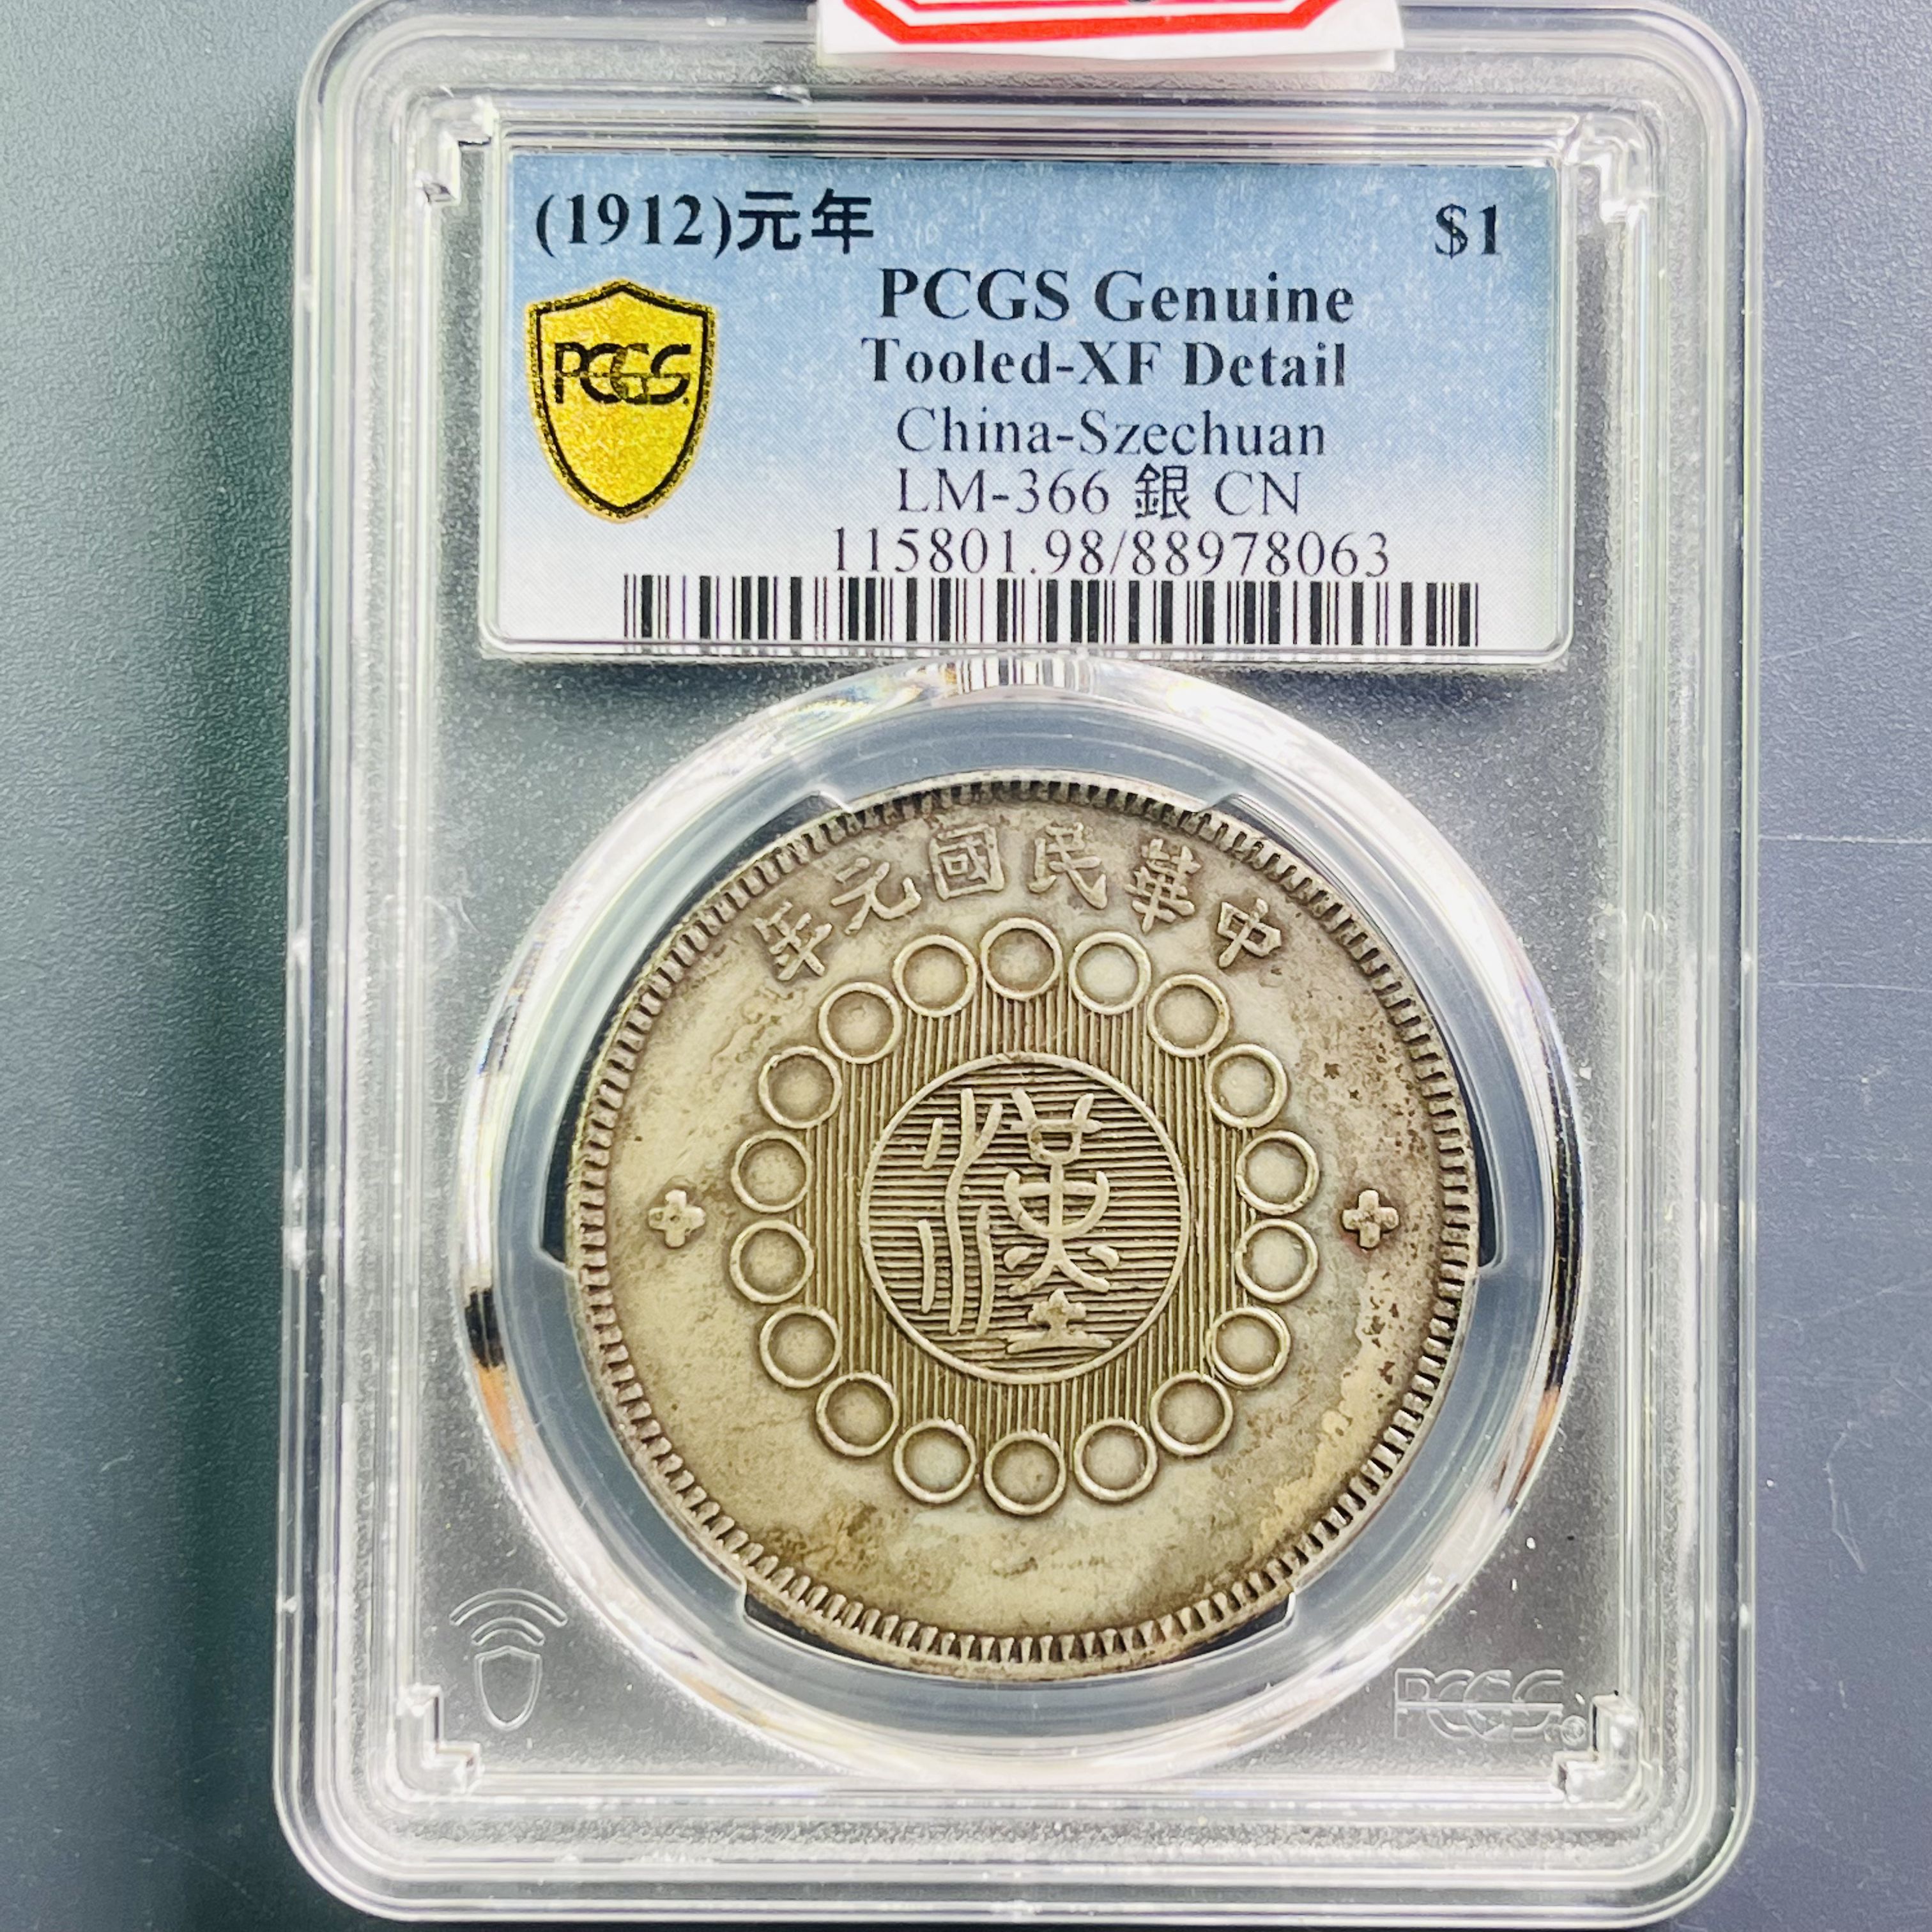 (1912)元年 $1
PCGS Genuine
PCGS
Tooled-XF Detail
China-Szechuan
LM-366 銀 CN
115801.98/88978063
中華民國元年
漢
PCGS